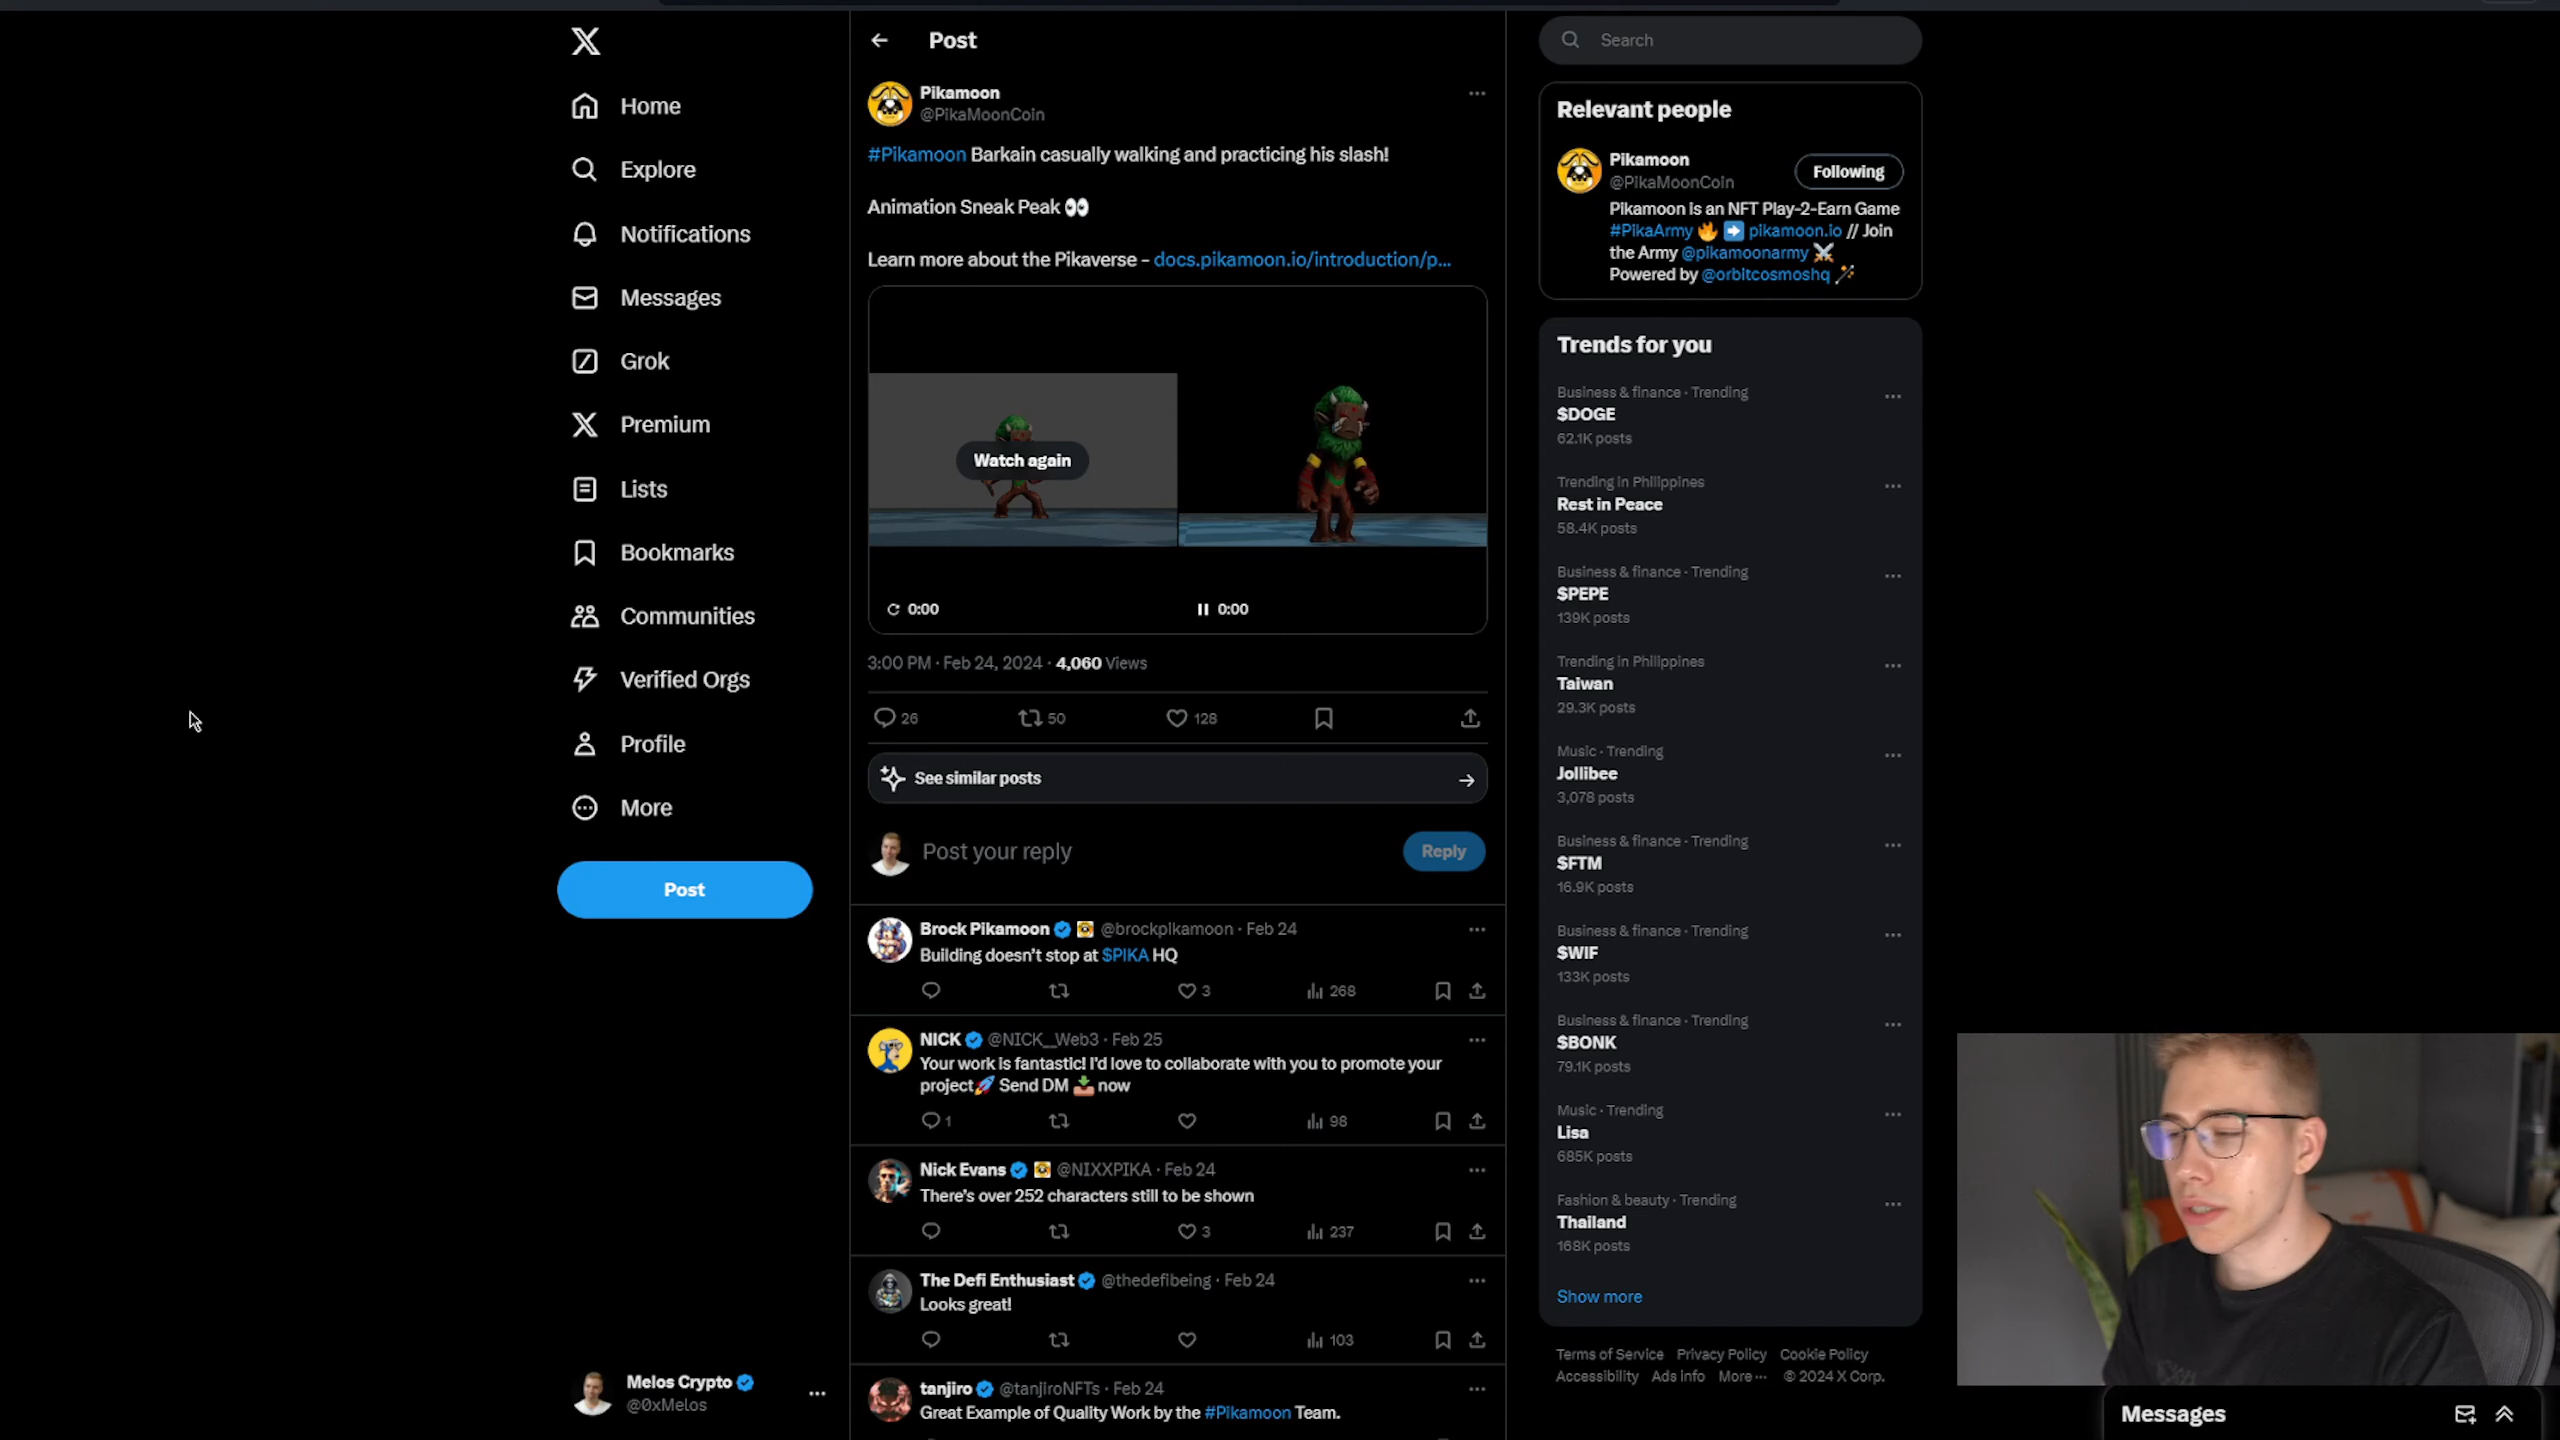 Home
Explore
Notifications
Messages
Grok
Premium
Lists
Bookmarks
Communities
Verified Orgs
Profile
More
Post
Melos Crypto
@0xMelos
Post
Pikamoon
@PikaMoonCoin
#Pikamoon Barkain casually walking and practicing his slash!
Animation Sneak Peak 👀
Learn more about the Pikaverse – docs.pikamoon.io/introduction/p...
Watch again
0:00
0:00
3:00 PM · Feb 24, 2024 · 4,060 Views
26 50 128
See similar posts
Post your reply
Reply
Brock Pikamoon @brockpikamoon · Feb 24
Building doesn't stop at $PIKA HQ
3 268
NICK @NICK__Web3 · Feb 25
Your work is fantastic! I'd love to collaborate with you to promote your
project🚀 Send DM 📥 now
1 98
Nick Evans @NIXXPIKA · Feb 24
There's over 252 characters still to be shown
3 237
The Defi Enthusiast @thedefibeing · Feb 24
Looks great!
103
tanjiro @tanjiroNFTs · Feb 24
Great Example of Quality Work by the #Pikamoon Team.
Search
Relevant people
Pikamoon
@PikaMoonCoin
Following
Pikamoon is an NFT Play-2-Earn Game
#PikaArmy 🔥 ➡️ pikamoon.io // Join
the Army @pikamoonarmy ⚔️
Powered by @orbitcosmoshq 🪄
Trends for you
Business & finance · Trending
$DOGE
62.1K posts
Trending in Philippines
Rest in Peace
58.4K posts
Business & finance · Trending
$PEPE
139K posts
Trending in Philippines
Taiwan
29.3K posts
Music · Trending
Jollibee
3,078 posts
Business & finance · Trending
$FTM
16.9K posts
Business & finance · Trending
$WIF
133K posts
Business & finance · Trending
$BONK
79.1K posts
Music · Trending
Lisa
685K posts
Fashion & beauty · Trending
Thailand
168K posts
Show more
Terms of Service Privacy Policy Cookie Policy
Accessibility Ads info More ··· © 2024 X Corp.
Messages